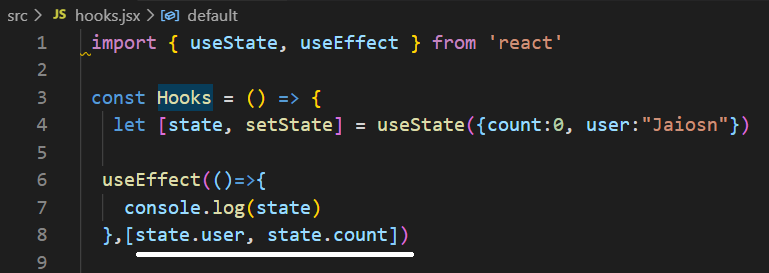 src > JS hooks.jsx > default
1 import { useState, useEffect } from 'react'
2
3 const Hooks = () => {
4 let [state, setState] = useState({count:0, user:"Jaiosn"})
5
6 useEffect(()=>{
7 console.log(state)
8 },[state.user, state.count])
9